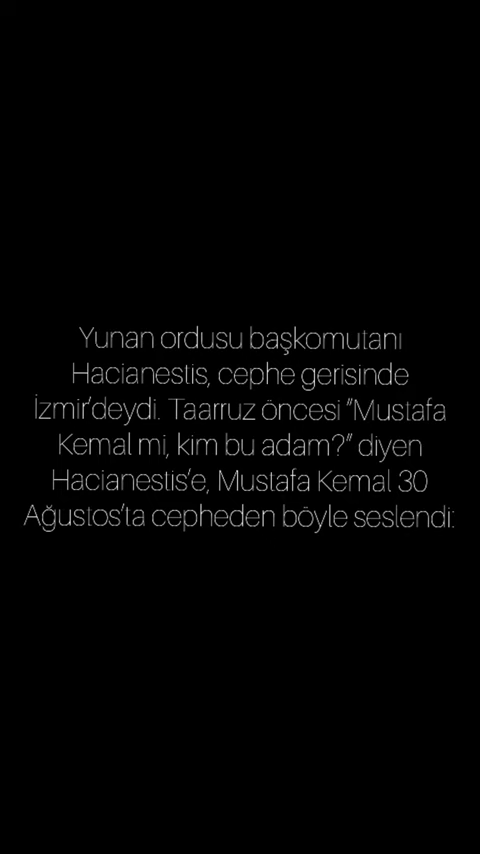 Yunan ordusu başkomutanı
Hacianestis, cephe gerisinde
İzmir'deydi. Taarruz öncesi "Mustafa
Kemal mi, kim bu adam?" diyen
Hacianestis'e, Mustafa Kemal 30
Ağustos'ta cepheden böyle seslendi: